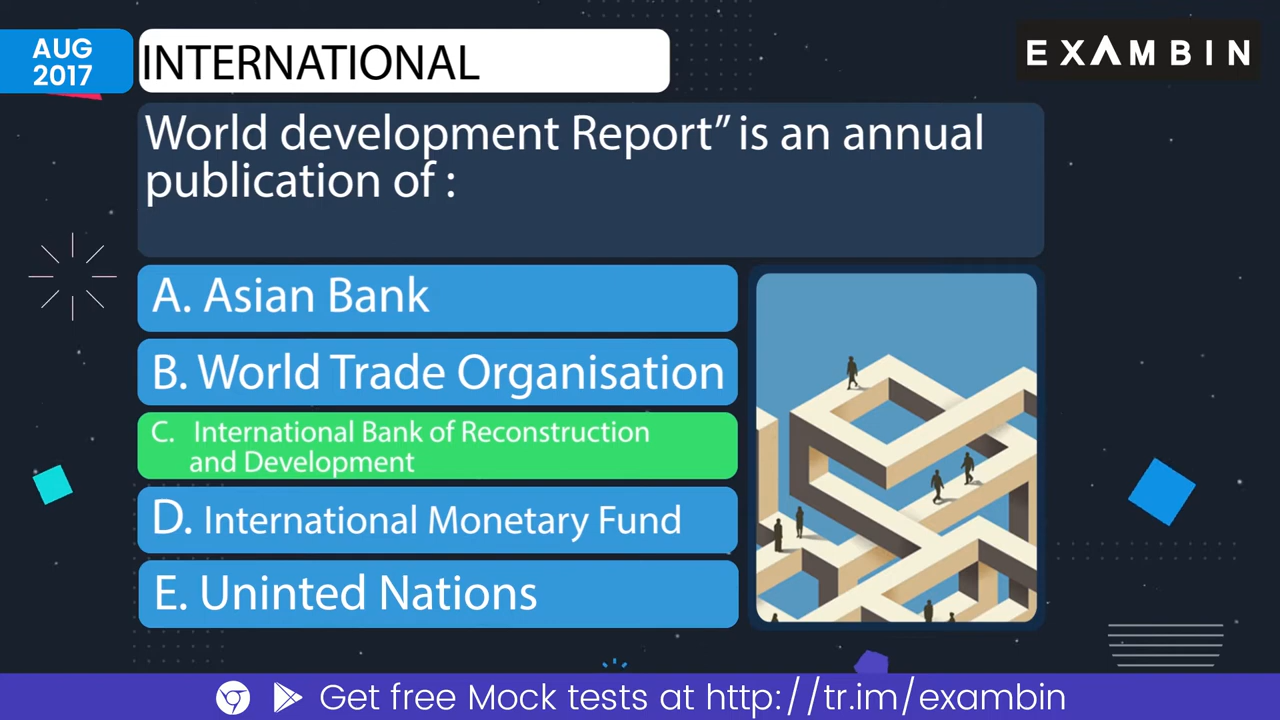 AUG
2017
INTERNATIONAL
EXAMBIN
World development Report” is an annual
publication of :
A. Asian Bank
B. World Trade Organisation
C. International Bank of Reconstruction
and Development
D. International Monetary Fund
E. Uninted Nations
Get free Mock tests at http://tr.im/exambin